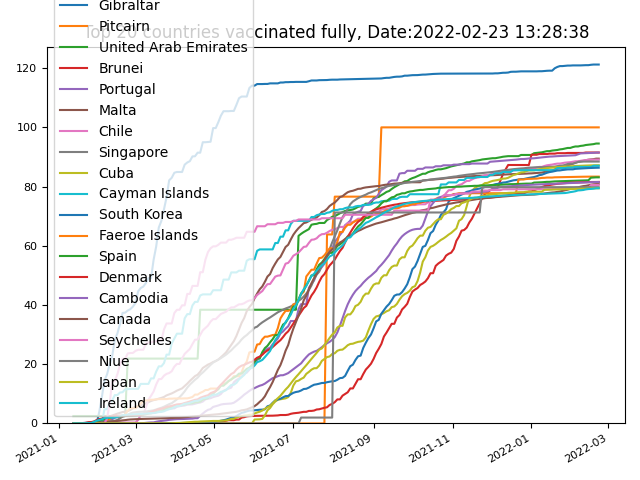 Top 20 countries vaccinated fully, Date:2022-02-23 13:28:38
Gibraltar
Pitcairn
United Arab Emirates
Brunei
Portugal
Malta
Chile
Singapore
Cuba
Cayman Islands
South Korea
Faeroe Islands
Spain
Denmark
Cambodia
Canada
Seychelles
Niue
Japan
Ireland
120
100
80
60
40
20
0
2021-01
2021-03
2021-05
2021-07
2021-09
2021-11
2022-01
2022-03